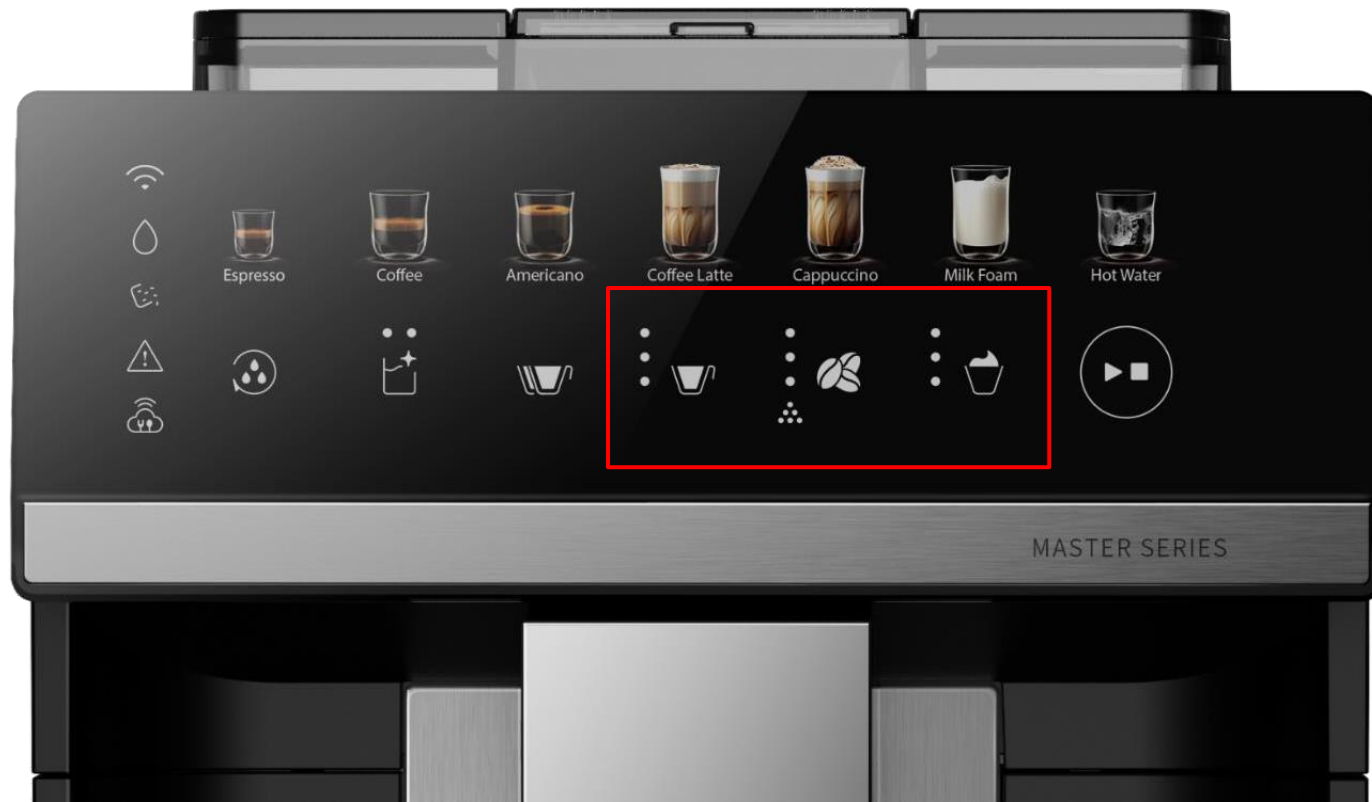 Espresso
Coffee
Americano
Coffee Latte
Cappuccino
Milk Foam
Hot Water
MASTER SERIES